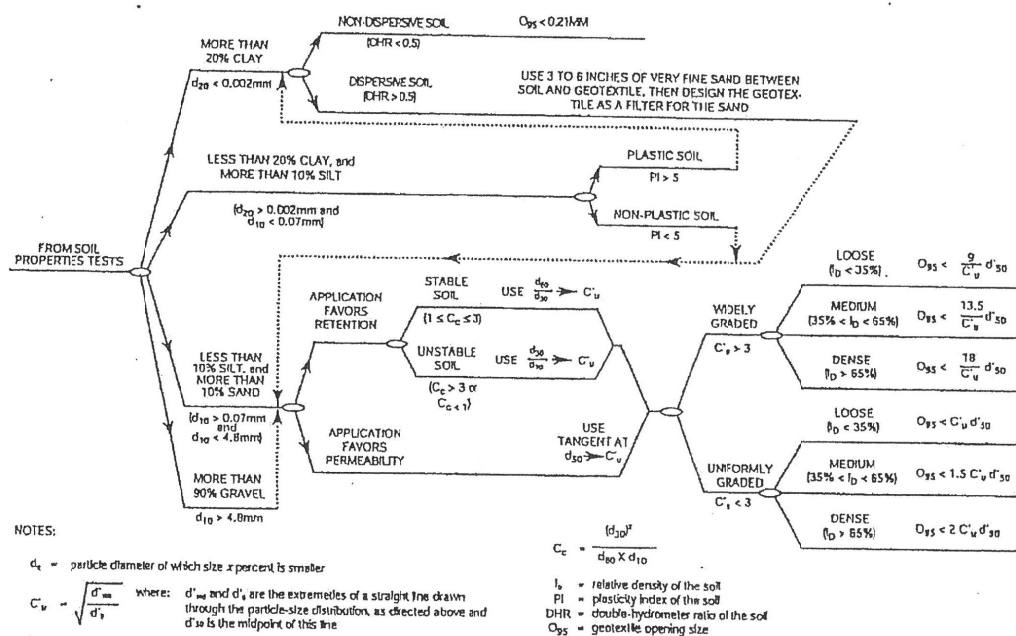 FROM SOIL
PROPERTIES TESTS
MORE THAN
20% CLAY
d20 < 0.002mm
NON-DISPERSIVE SOIL
(DHR < 0.5)
O95 < 0.21MM
DISPERSIVE SOIL
(DHR > 0.5)
USE 3 TO 6 INCHES OF VERY FINE SAND BETWEEN
SOIL AND GEOTEXTILE, THEN DESIGN THE GEOTEX-
TILE AS A FILTER FOR THE SAND
LESS THAN 20% CLAY, and
MORE THAN 10% SILT
(d20 > 0.002mm and
d10 < 0.07mm)
PLASTIC SOIL
PI > 5
NON-PLASTIC SOIL
PI < 5
LESS THAN
10% SILT, and
MORE THAN
10% SAND
(d10 > 0.07mm
and
d10 < 4.8mm)
MORE THAN
90% GRAVEL
d10 > 4.8mm
APPLICATION
FAVORS
RETENTION
STABLE
SOIL
(1 ≤ Cc ≤ 3)
USE d60/d30 → C'u
UNSTABLE
SOIL
(Cc > 3 or
Cc < 1)
USE d30/d10 → C'u
APPLICATION
FAVORS
PERMEABILITY
USE
TANGENT AT
d50 → C'u
WIDELY
GRADED
C'u > 3
LOOSE
(ID < 35%)
O95 < 9/C'u d'50
MEDIUM
(35% < ID < 65%)
O95 < 13.5/C'u d'50
DENSE
(ID > 65%)
O95 < 18/C'u d'50
UNIFORMLY
GRADED
C'u < 3
LOOSE
(ID < 35%)
O95 < C'u d'50
MEDIUM
(35% < ID < 65%)
O95 < 1.5 C'u d'50
DENSE
(ID > 65%)
O95 < 2 C'u d'50
NOTES:
dx = particle diameter of which size x percent is smaller
C'u = √(d'100/d'0) where: d'100 and d'0 are the extremeties of a straight line drawn
through the particle-size distribution, as directed above and
d'50 is the midpoint of this line
Cc = (d30)²/(d60 X d10)
ID = relative density of the soil
PI = plasticity index of the soil
DHR = double-hydrometer ratio of the soil
O95 = geotextile opening size